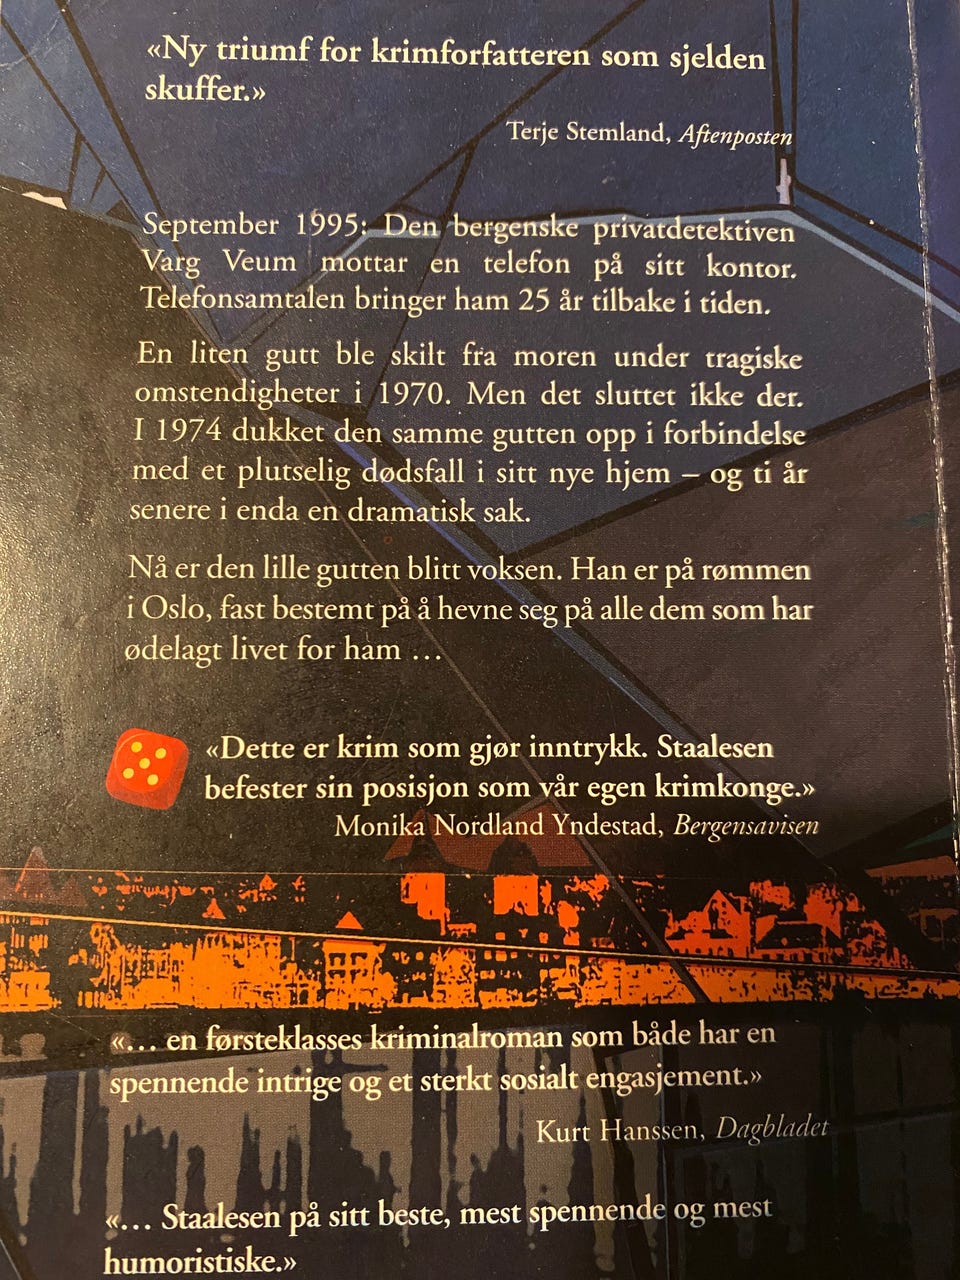 «Ny triumf for krimforfatteren som sjelden
skuffer.»
Terje Stemland, Aftenposten
September 1995: Den bergenske privatdetektiven
Varg Veum mottar en telefon på sitt kontor.
Telefonsamtalen bringer ham 25 år tilbake i tiden.
En liten gutt ble skilt fra moren under tragiske
omstendigheter i 1970. Men det sluttet ikke der.
I 1974 dukket den samme gutten opp i forbindelse
med et plutselig dødsfall i sitt nye hjem – og ti år
senere i enda en dramatisk sak.
Nå er den lille gutten blitt voksen. Han er på rømmen
i Oslo, fast bestemt på å hevne seg på alle dem som har
ødelagt livet for ham …
«Dette er krim som gjør inntrykk. Staalesen
befester sin posisjon som vår egen krimkonge.»
Monika Nordland Yndestad, Bergensavisen
«… en førsteklasses kriminalroman som både har en
spennende intrige og et sterkt sosialt engasjement.»
Kurt Hanssen, Dagbladet
«… Staalesen på sitt beste, mest spennende og mest
humoristiske.»